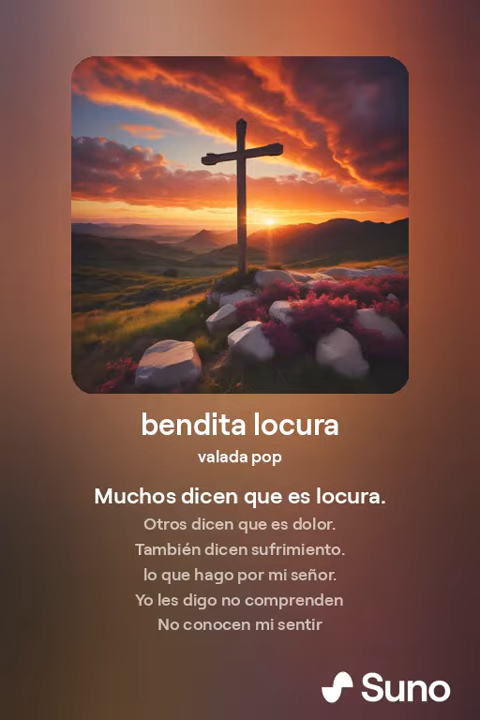 bendita locura
valada pop
Muchos dicen que es locura.
Otros dicen que es dolor.
También dicen sufrimiento.
lo que hago por mi señor.
Yo les digo no comprenden
No conocen mi sentir
Suno